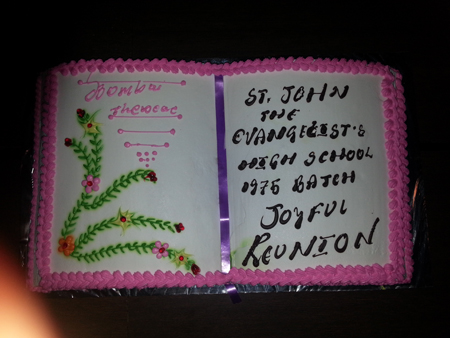 ST. JOHN
THE
EVANGELIST'S
HIGH SCHOOL
1975 BATCH
JOYFUL
REUNION